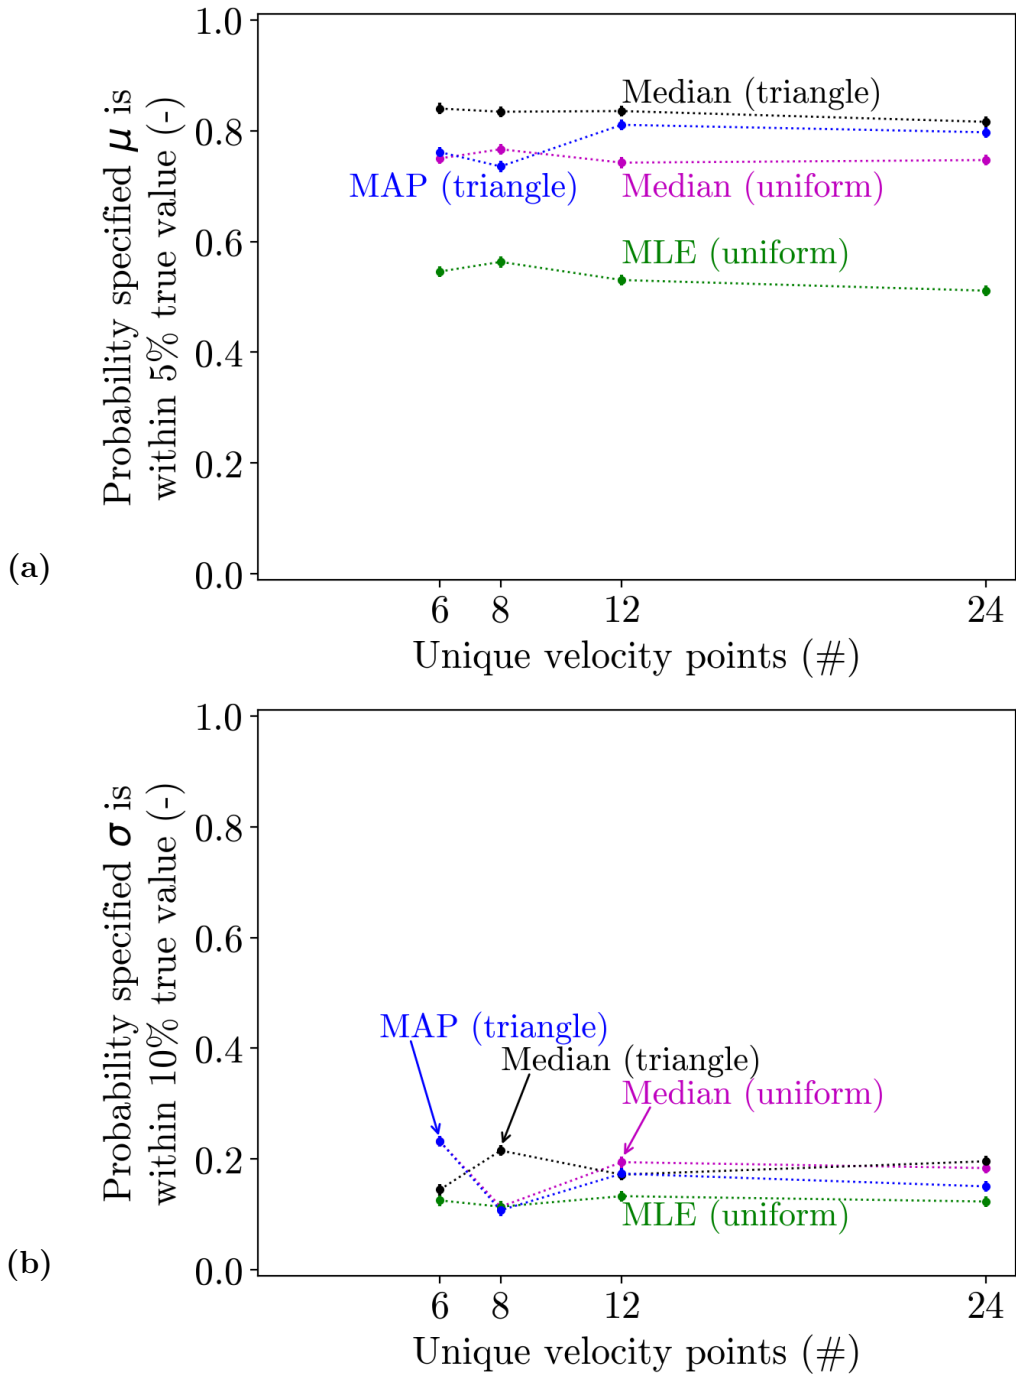 1.0
0.8
0.6
0.4
0.2
0.0
Probability specified μ is
within 5% true value (-)
Median (triangle)
MAP (triangle)
Median (uniform)
MLE (uniform)
(a)
6 8 12 24
Unique velocity points (#)
1.0
0.8
0.6
0.4
0.2
0.0
Probability specified σ is
within 10% true value (-)
MAP (triangle)
Median (triangle)
Median (uniform)
MLE (uniform)
(b)
6 8 12 24
Unique velocity points (#)